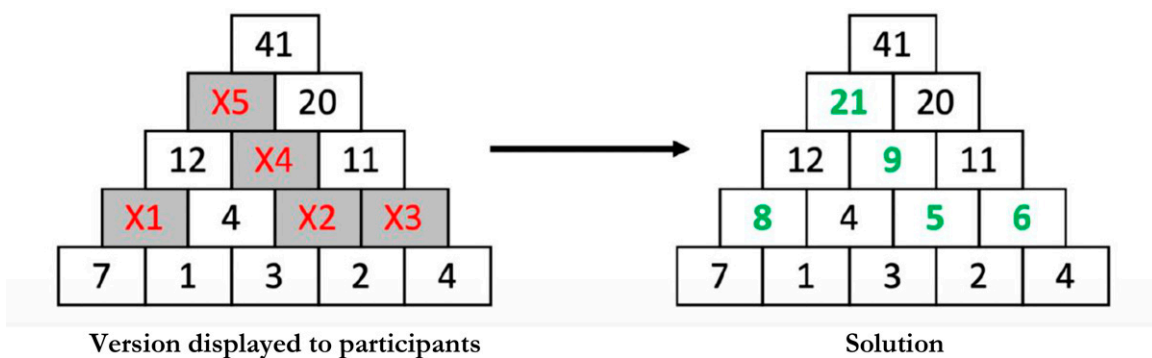 41
X5 20
12 X4 11
X1 4 X2 X3
7 1 3 2 4
Version displayed to participants
41
21 20
12 9 11
8 4 5 6
7 1 3 2 4
Solution